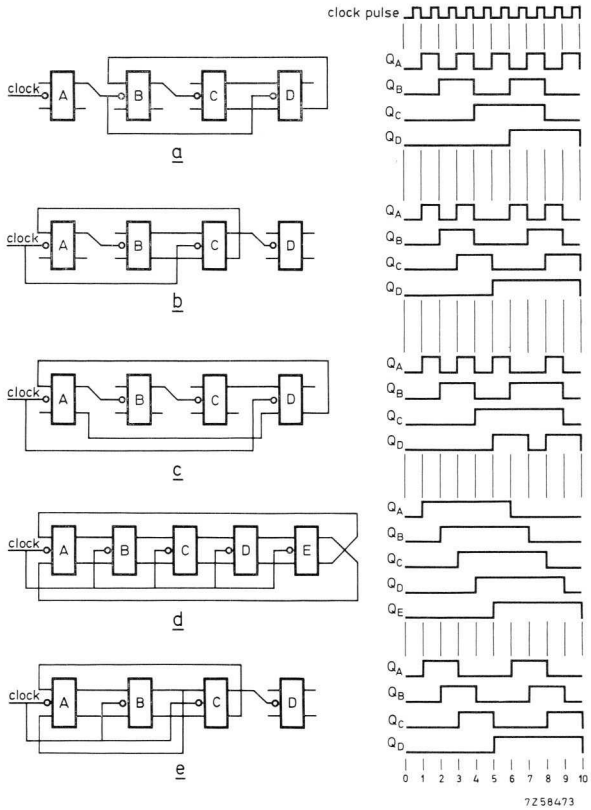 clock pulse
clock
A
B
C
D
a
Q_A
Q_B
Q_C
Q_D
clock
A
B
C
D
b
Q_A
Q_B
Q_C
Q_D
clock
A
B
C
D
c
Q_A
Q_B
Q_C
Q_D
clock
A
B
C
D
E
d
Q_A
Q_B
Q_C
Q_D
Q_E
clock
A
B
C
D
e
Q_A
Q_B
Q_C
Q_D
0 1 2 3 4 5 6 7 8 9 10
7Z58473